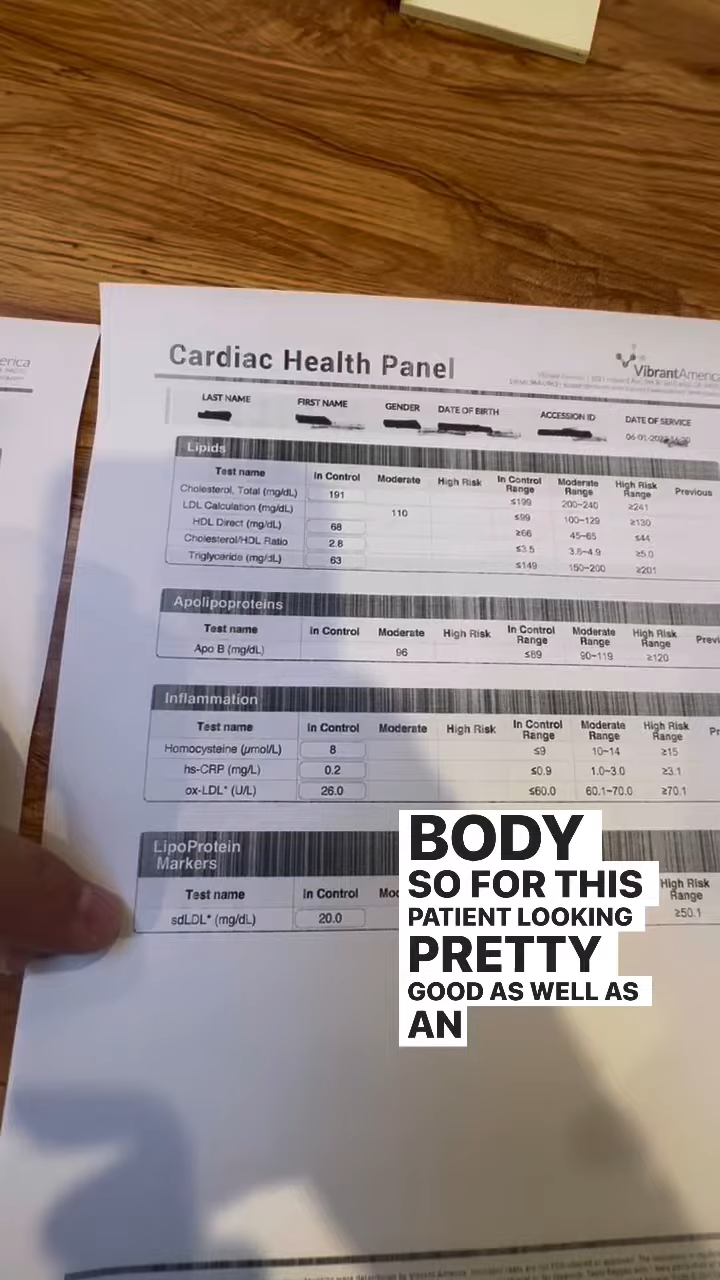 erica
Cardiac Health Panel
VibrantAmerica
LAST NAME FIRST NAME GENDER DATE OF BIRTH ACCESSION ID DATE OF SERVICE
Lipids
Test name In Control Moderate High Risk In Control Range Moderate Range High Risk Range Previous
Cholesterol, Total (mg/dL) 191 ≤199 200-240 ≥241
LDL Calculation (mg/dL) 110 ≤99 100-129 ≥130
HDL Direct (mg/dL) 68 ≥66 45-65 ≤44
Cholesterol/HDL Ratio 2.8 ≤3.5 3.6-4.9 ≥5.0
Triglyceride (mg/dL) 63 ≤149 150-200 ≥201
Apolipoproteins
Test name In Control Moderate High Risk In Control Range Moderate Range High Risk Range Previ
Apo B (mg/dL) 96 ≤89 90-119 ≥120
Inflammation
Test name In Control Moderate High Risk In Control Range Moderate Range High Risk Range Pr
Homocysteine (μmol/L) 8 ≤9 10-14 ≥15
hs-CRP (mg/L) 0.2 ≤0.9 1.0-3.0 ≥3.1
ox-LDL* (U/L) 26.0 ≤60.0 60.1-70.0 ≥70.1
LipoProtein
Markers
Test name In Control Mod High Risk Range
sdLDL* (mg/dL) 20.0 ≥50.1
BODY
SO FOR THIS
PATIENT LOOKING
PRETTY
GOOD AS WELL AS
AN